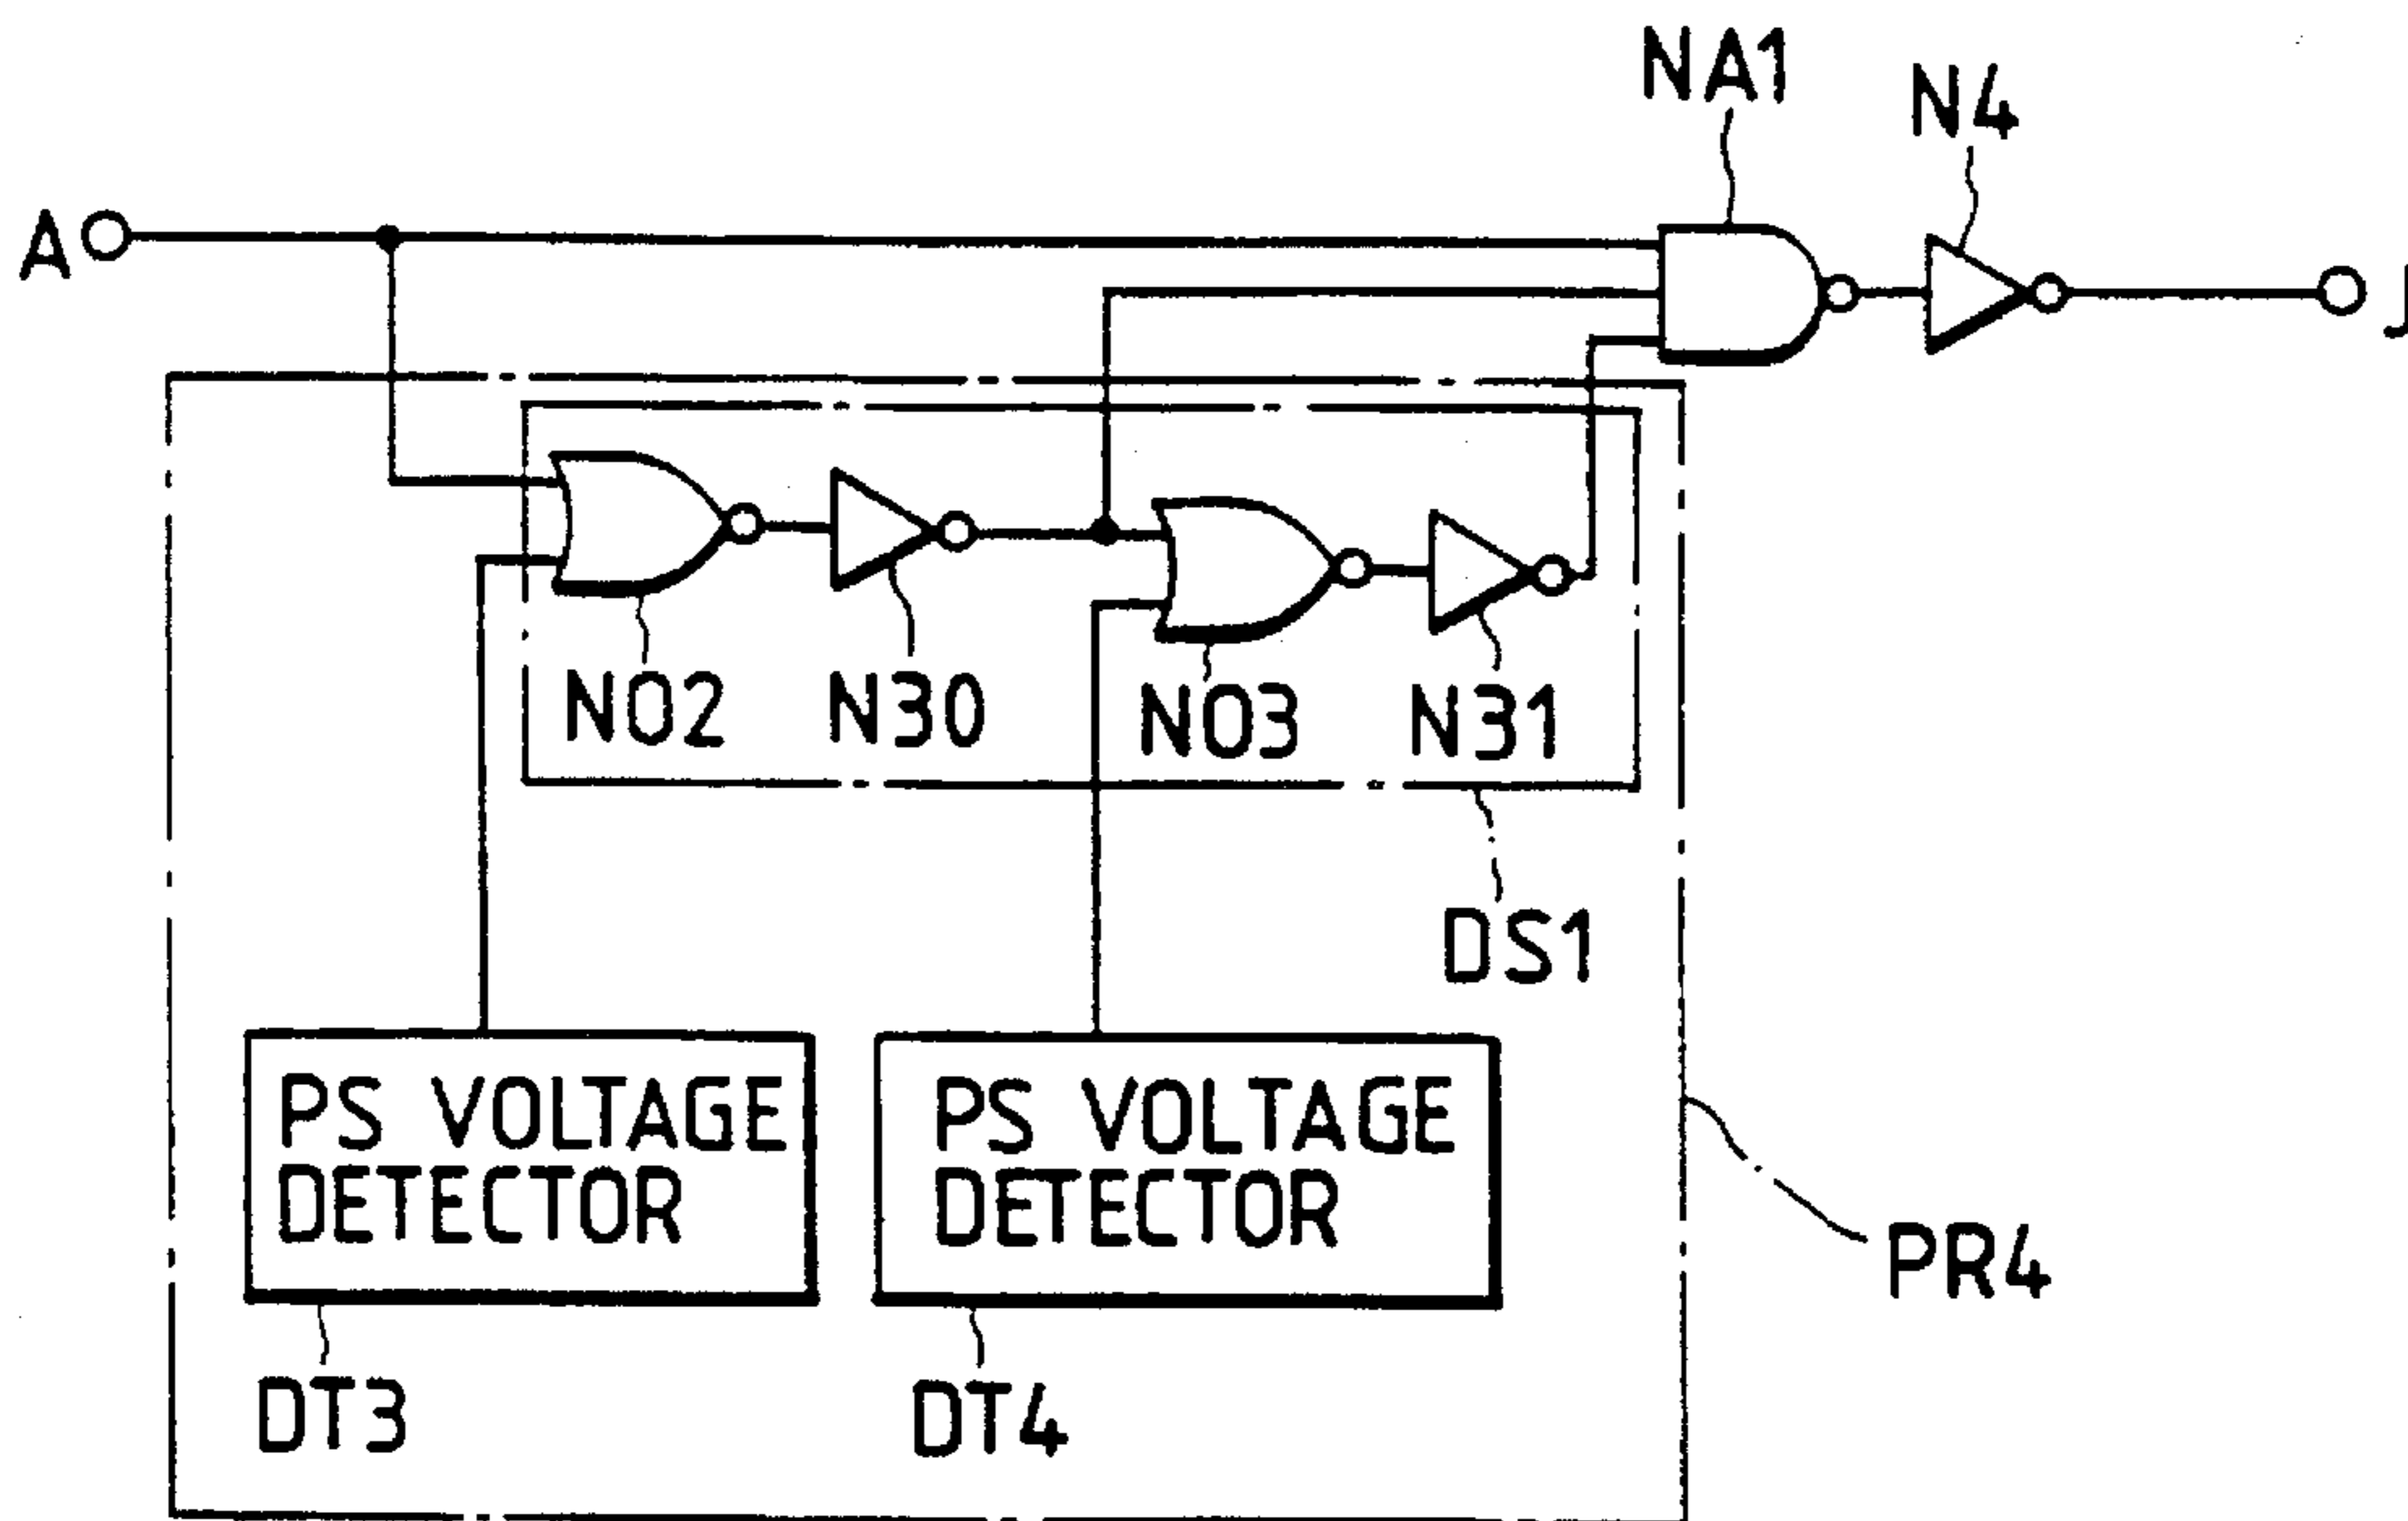 NA1
N4
A
J
NO2
N30
NO3
N31
DS1
PS VOLTAGE
DETECTOR
PS VOLTAGE
DETECTOR
PR4
DT3
DT4